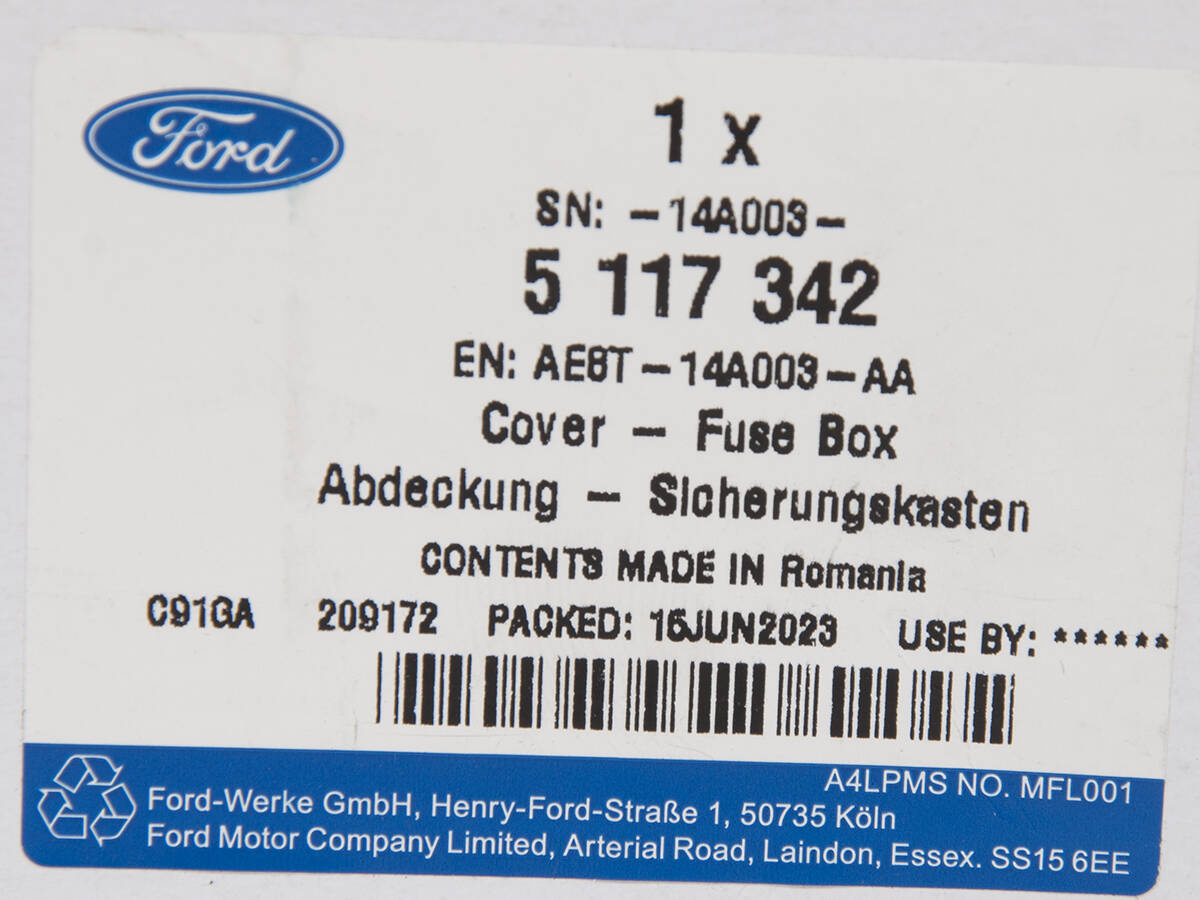 Ford
1 x
SN: -14A003-
5 117 342
EN: AE8T-14A003-AA
Cover - Fuse Box
Abdeckung - Sicherungskasten
CONTENTS MADE IN Romania
C91GA 209172 PACKED: 15JUN2023 USE BY: ******
A4LPMS NO. MFL001
Ford-Werke GmbH, Henry-Ford-Straße 1, 50735 Köln
Ford Motor Company Limited, Arterial Road, Laindon, Essex. SS15 6EE